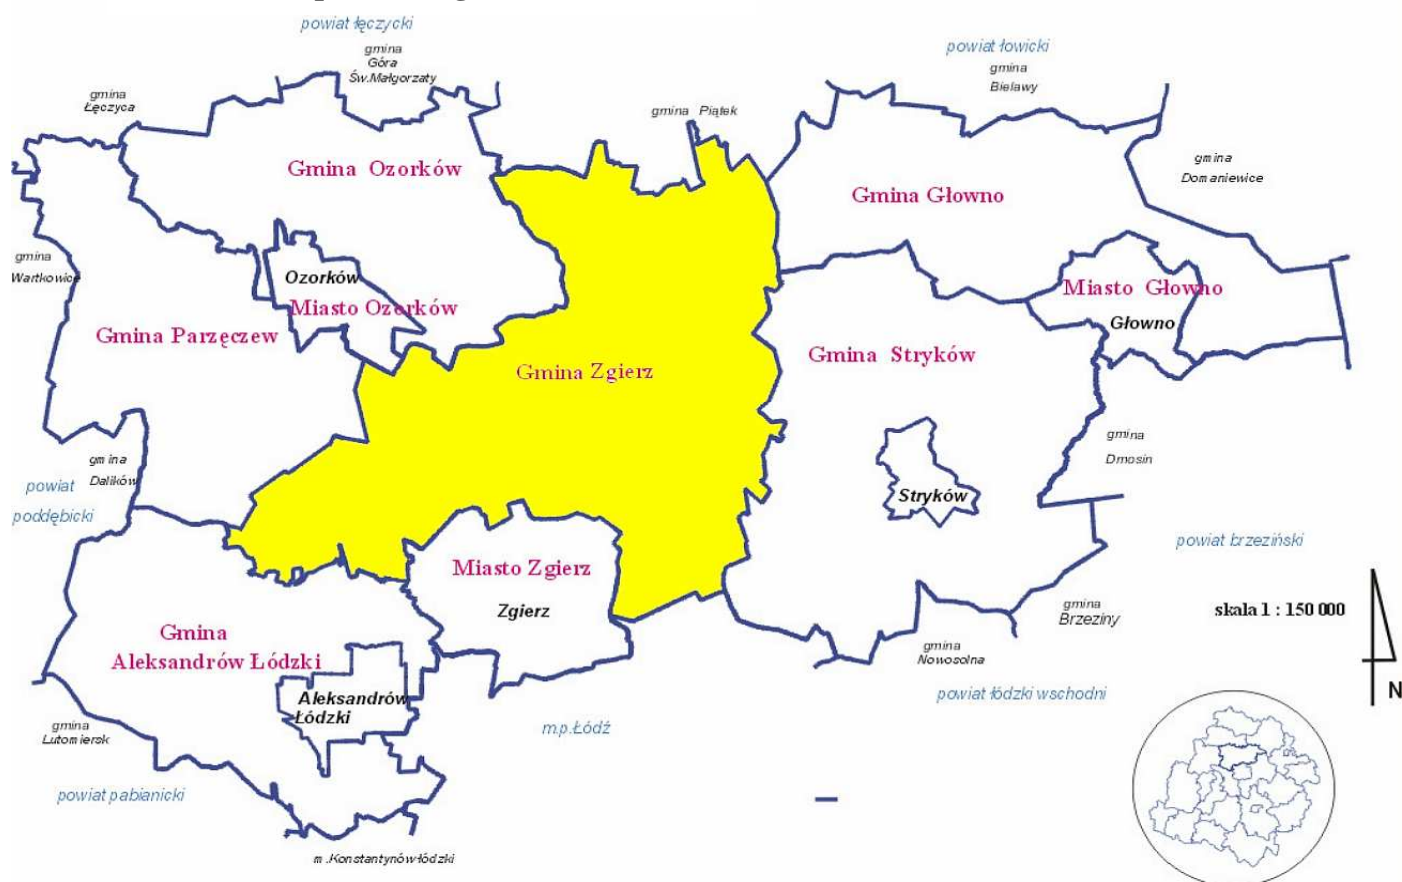 powiat łęczycki
gmina
Góra
Św.Małgorzaty
powiat łowicki
gmina
Bielawy
gmina
Łęczyca
gmina Piątek
gmina
Domaniewice
Gmina Ozorków
Gmina Głowno
gmina
Wartkowice
Ozorków
Miasto Ozorków
Miasto Głowno
Głowno
Gmina Parzęczew
Gmina Stryków
Gmina Zgierz
gmina
Dmosin
gmina
Dalików
powiat
poddębicki
Stryków
powiat brzeziński
Miasto Zgierz
Zgierz
gmina
Brzeziny
skala 1 : 150 000
Gmina
Aleksandrów Łódzki
gmina
Nowosolna
Aleksandrów
Łódzki
powiat łódzki wschodni
N
gmina
Lutomiersk
m.p.Łódź
powiat pabianicki
m.Konstantynów łódzki